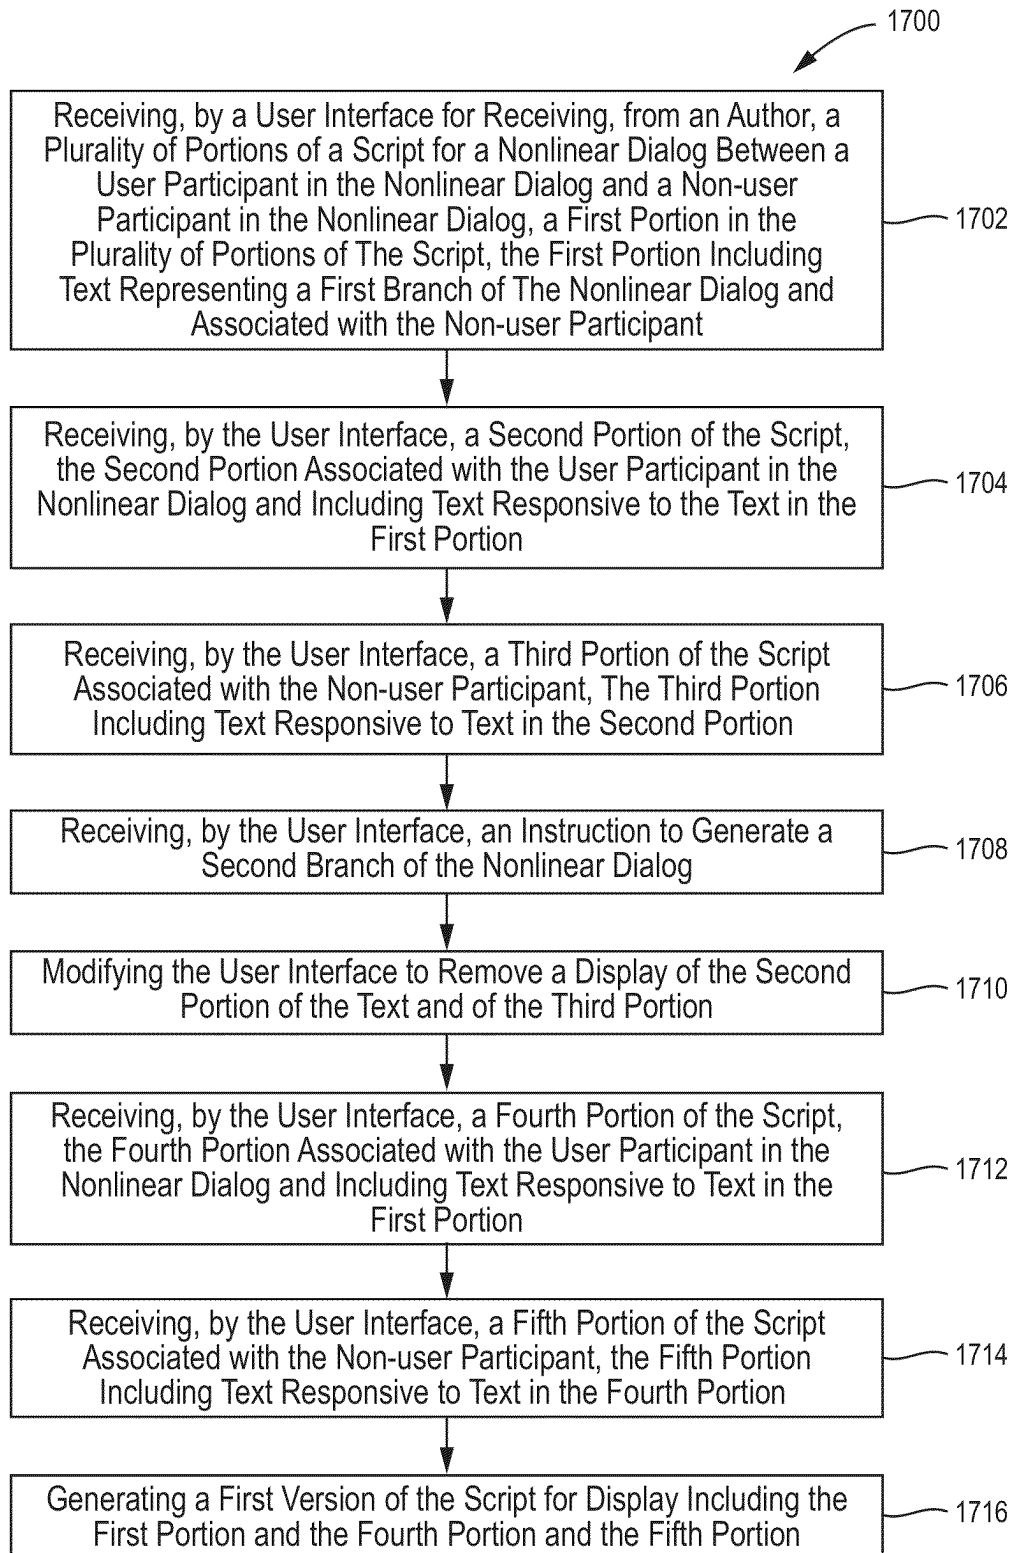 1700
Receiving, by a User Interface for Receiving, from an Author, a
Plurality of Portions of a Script for a Nonlinear Dialog Between a
User Participant in the Nonlinear Dialog and a Non-user
Participant in the Nonlinear Dialog, a First Portion in the
Plurality of Portions of The Script, the First Portion Including
Text Representing a First Branch of The Nonlinear Dialog and
Associated with the Non-user Participant
1702
Receiving, by the User Interface, a Second Portion of the Script,
the Second Portion Associated with the User Participant in the
Nonlinear Dialog and Including Text Responsive to the Text in the
First Portion
1704
Receiving, by the User Interface, a Third Portion of the Script
Associated with the Non-user Participant, The Third Portion
Including Text Responsive to Text in the Second Portion
1706
Receiving, by the User Interface, an Instruction to Generate a
Second Branch of the Nonlinear Dialog
1708
Modifying the User Interface to Remove a Display of the Second
Portion of the Text and of the Third Portion
1710
Receiving, by the User Interface, a Fourth Portion of the Script,
the Fourth Portion Associated with the User Participant in the
Nonlinear Dialog and Including Text Responsive to Text in the
First Portion
1712
Receiving, by the User Interface, a Fifth Portion of the Script
Associated with the Non-user Participant, the Fifth Portion
Including Text Responsive to Text in the Fourth Portion
1714
Generating a First Version of the Script for Display Including the
First Portion and the Fourth Portion and the Fifth Portion
1716